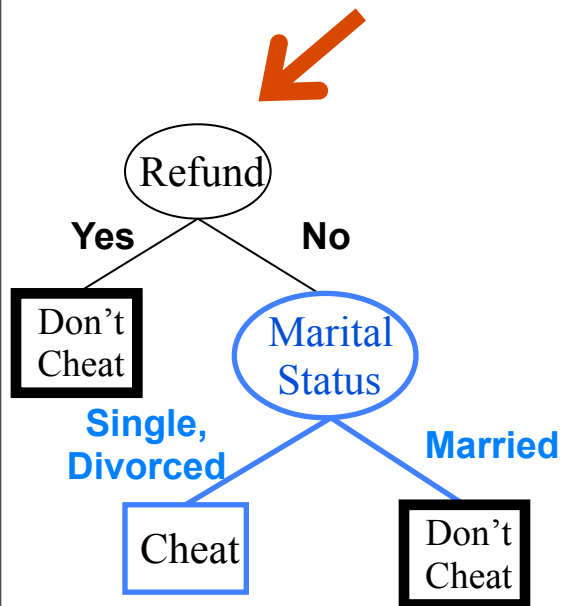 Refund
Yes
No
Don’t
Cheat
Marital
Status
Single,
Divorced
Married
Cheat
Don’t
Cheat